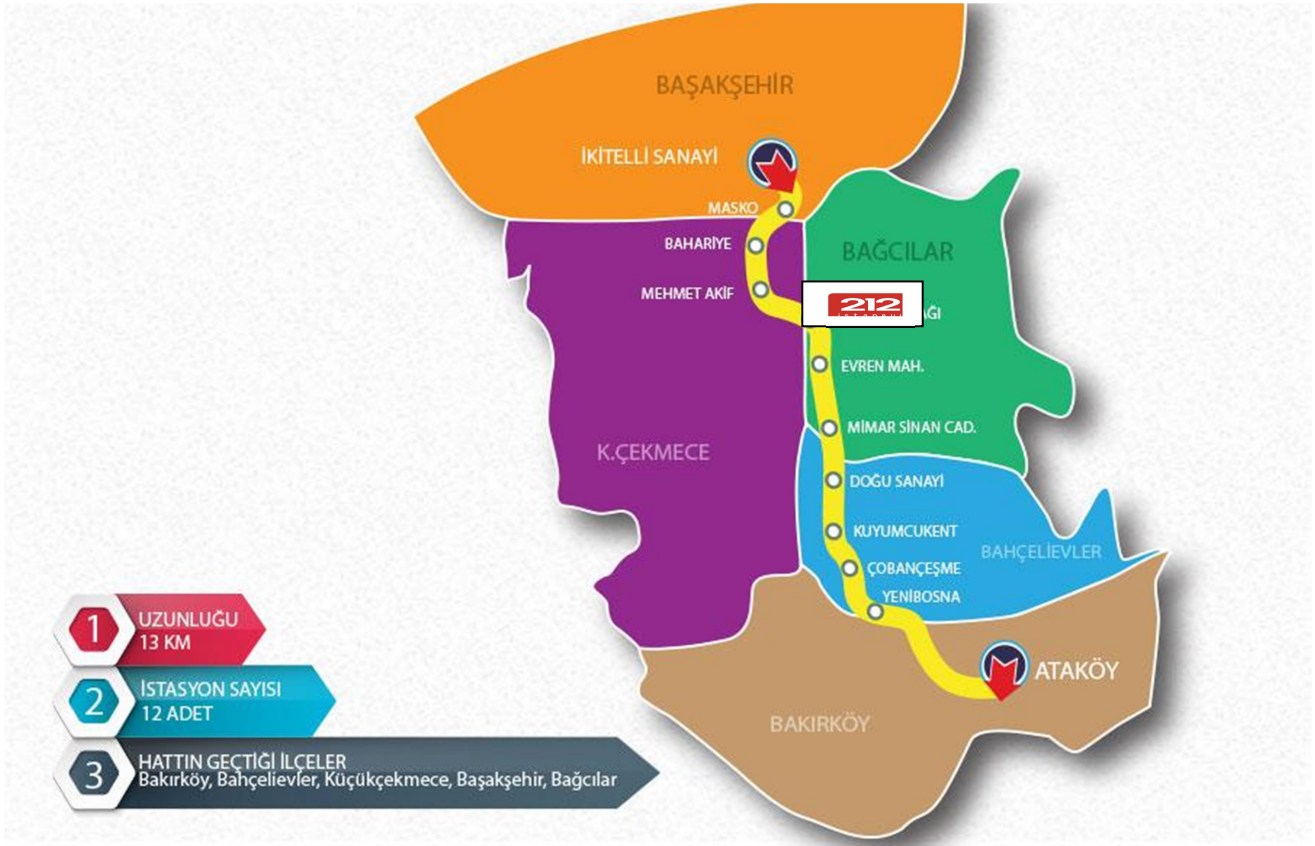 BAŞAKŞEHİR
İKİTELLİ SANAYİ
MASKO
BAHARİYE
BAĞCILAR
MEHMET AKİF
212
EVREN MAH.
MİMAR SİNAN CAD.
K.ÇEKMECE
DOĞU SANAYİ
KUYUMCUKENT
BAHÇELİEVLER
ÇOBANÇEŞME
YENİBOSNA
ATAKÖY
BAKIRKÖY
1
UZUNLUĞU
13 KM
2
İSTASYON SAYISI
12 ADET
3
HATTIN GEÇTİĞİ İLÇELER
Bakırköy, Bahçelievler, Küçükçekmece, Başakşehir, Bağcılar